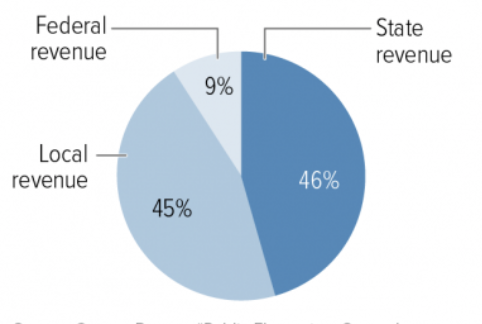 Federal
revenue
State
revenue
9%
Local
revenue
46%
45%